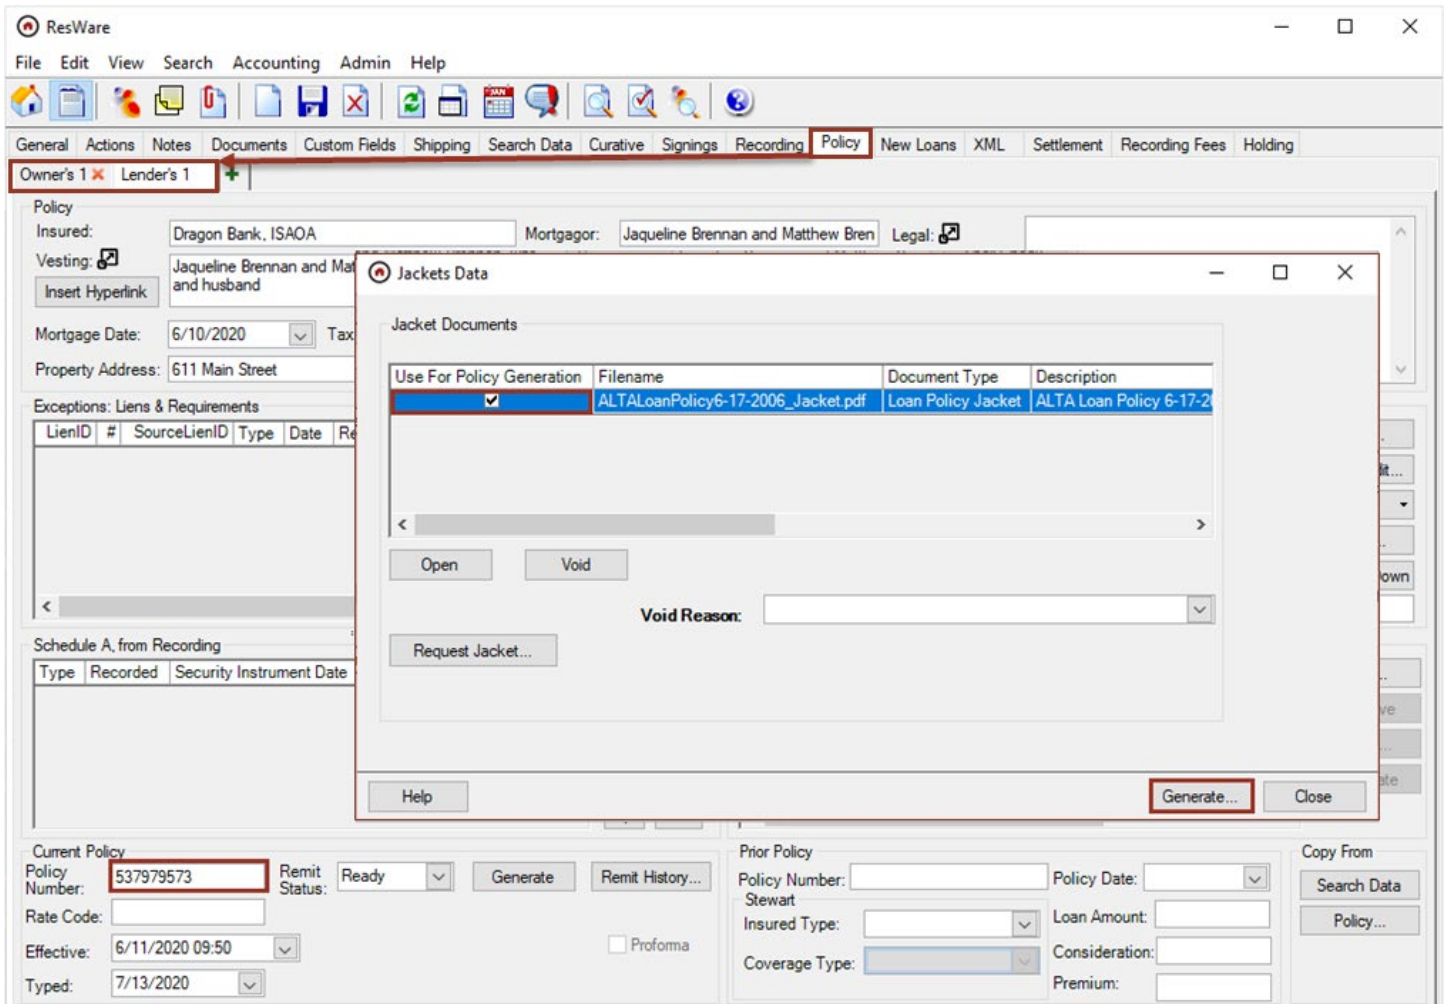 ResWare
File Edit View Search Accounting Admin Help
General Actions Notes Documents Custom Fields Shipping Search Data Curative Signings Recording Policy New Loans XML Settlement Recording Fees Holding
Owner's 1 Lender's 1
Policy
Insured: Dragon Bank, ISAOA Mortgagor: Jaqueline Brennan and Matthew Bren Legal:
Vesting: Jaqueline Brennan and Mat
and husband
Insert Hyperlink
Mortgage Date: 6/10/2020 Tax
Property Address: 611 Main Street
Jackets Data
Jacket Documents
Use For Policy Generation Filename Document Type Description
ALTALoanPolicy6-17-2006_Jacket.pdf Loan Policy Jacket ALTA Loan Policy 6-17-20
Open Void
Void Reason:
Request Jacket...
Help Generate... Close
Exceptions: Liens & Requirements
LienID # SourceLienID Type Date Re
Schedule A, from Recording
Type Recorded Security Instrument Date
Current Policy
Policy Number: 537979573 Remit Status: Ready Generate Remit History...
Rate Code:
Effective: 6/11/2020 09:50 Proforma
Typed: 7/13/2020
Prior Policy
Policy Number: Policy Date:
Stewart
Insured Type: Loan Amount:
Coverage Type: Consideration:
Premium:
Copy From
Search Data
Policy...